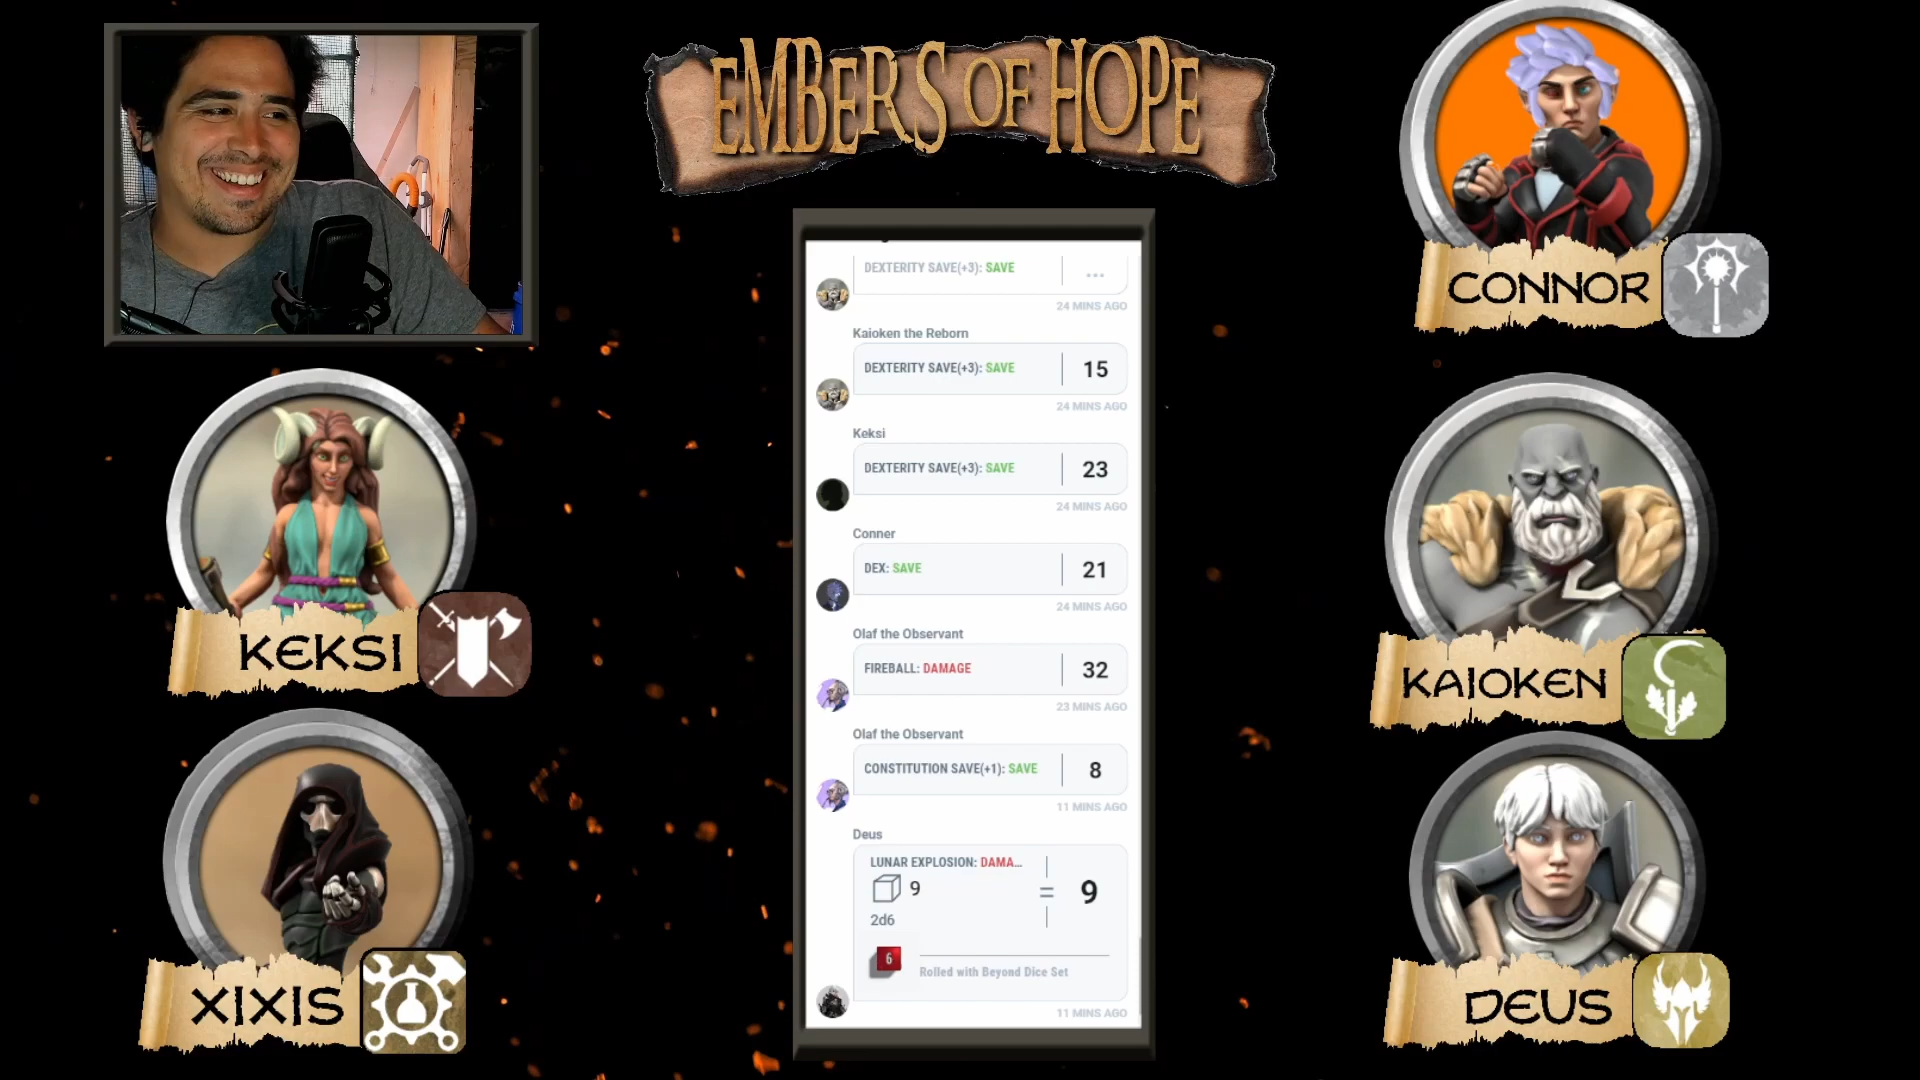 EMBERS OF HOPE
CONNOR
KEKSI
KAIOKEN
XIXIS
DEUS
DEXTERITY SAVE(+3): SAVE ...
24 MINS AGO
Kaioken the Reborn
DEXTERITY SAVE(+3): SAVE 15
24 MINS AGO
Keksi
DEXTERITY SAVE(+3): SAVE 23
24 MINS AGO
Conner
DEX: SAVE 21
24 MINS AGO
Olaf the Observant
FIREBALL: DAMAGE 32
23 MINS AGO
Olaf the Observant
CONSTITUTION SAVE(+1): SAVE 8
11 MINS AGO
Deus
LUNAR EXPLOSION: DAMA...
9 = 9
2d6
6
Rolled with Beyond Dice Set
11 MINS AGO